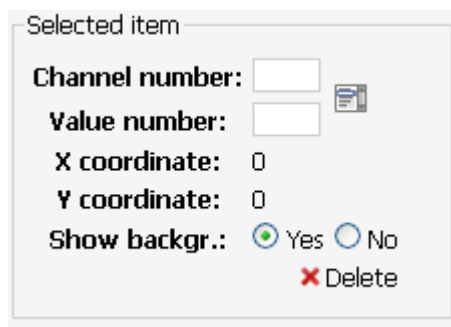 Selected item
Channel number:
Value number:
X coordinate: 0
Y coordinate: 0
Show backgr.: Yes No
Delete